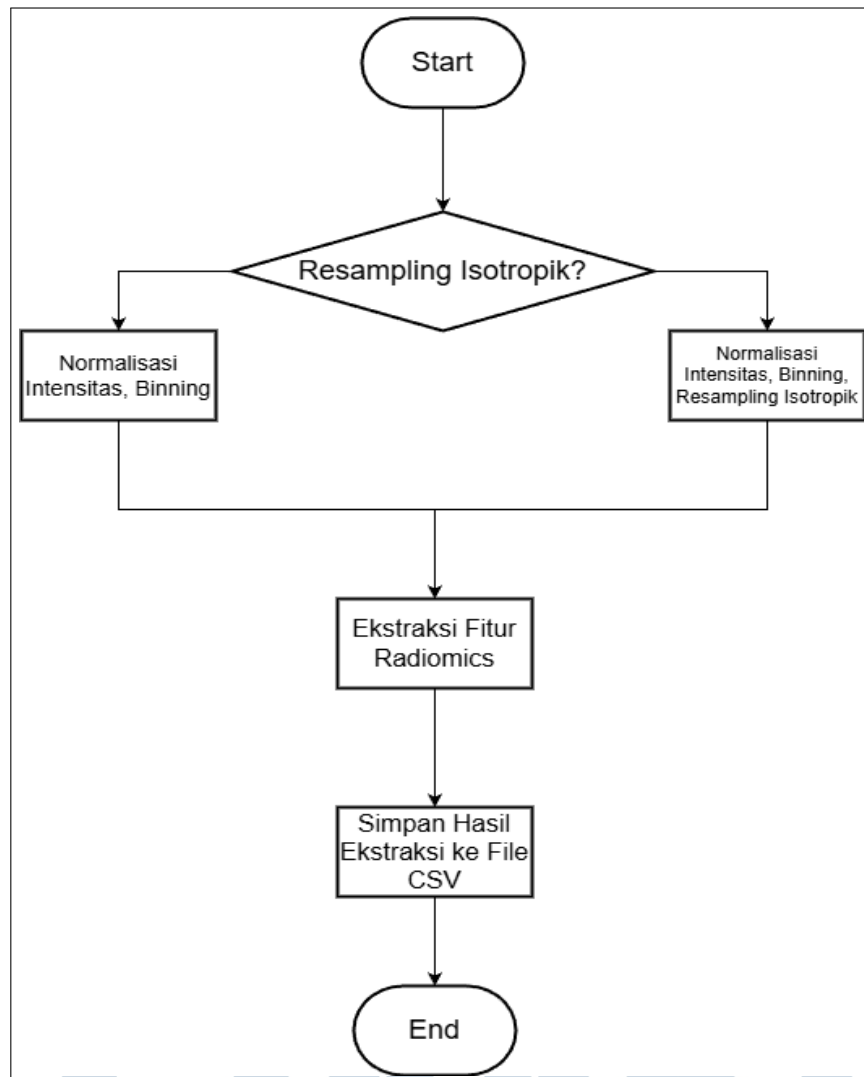 Start
Resampling Isotropik?
Normalisasi
Intensitas, Binning
Normalisasi
Intensitas, Binning,
Resampling Isotropik
Ekstraksi Fitur
Radiomics
Simpan Hasil
Ekstraksi ke File
CSV
End